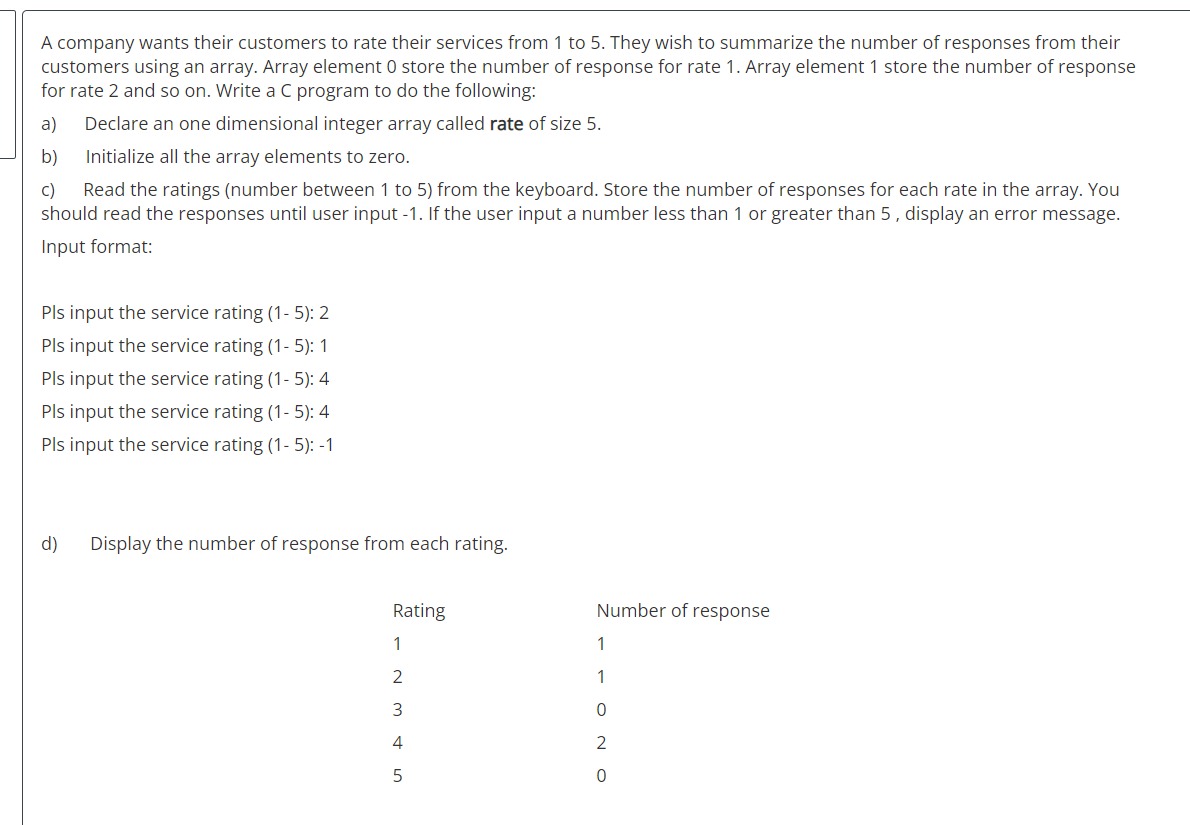 A company wants their customers to rate their services from 1 to 5. They wish to summarize the number of responses from their
customers using an array. Array element 0 store the number of response for rate 1. Array element 1 store the number of response
for rate 2 and so on. Write a C program to do the following:
a) Declare an one dimensional integer array called rate of size 5.
b) Initialize all the array elements to zero.
c) Read the ratings (number between 1 to 5) from the keyboard. Store the number of responses for each rate in the array. You
should read the responses until user input -1. If the user input a number less than 1 or greater than 5 , display an error message.
Input format:
Pls input the service rating (1- 5): 2
Pls input the service rating (1- 5): 1
Pls input the service rating (1- 5): 4
Pls input the service rating (1- 5): 4
Pls input the service rating (1- 5): -1
d) Display the number of response from each rating.
Rating Number of response
1 1
2 1
3 0
4 2
5 0